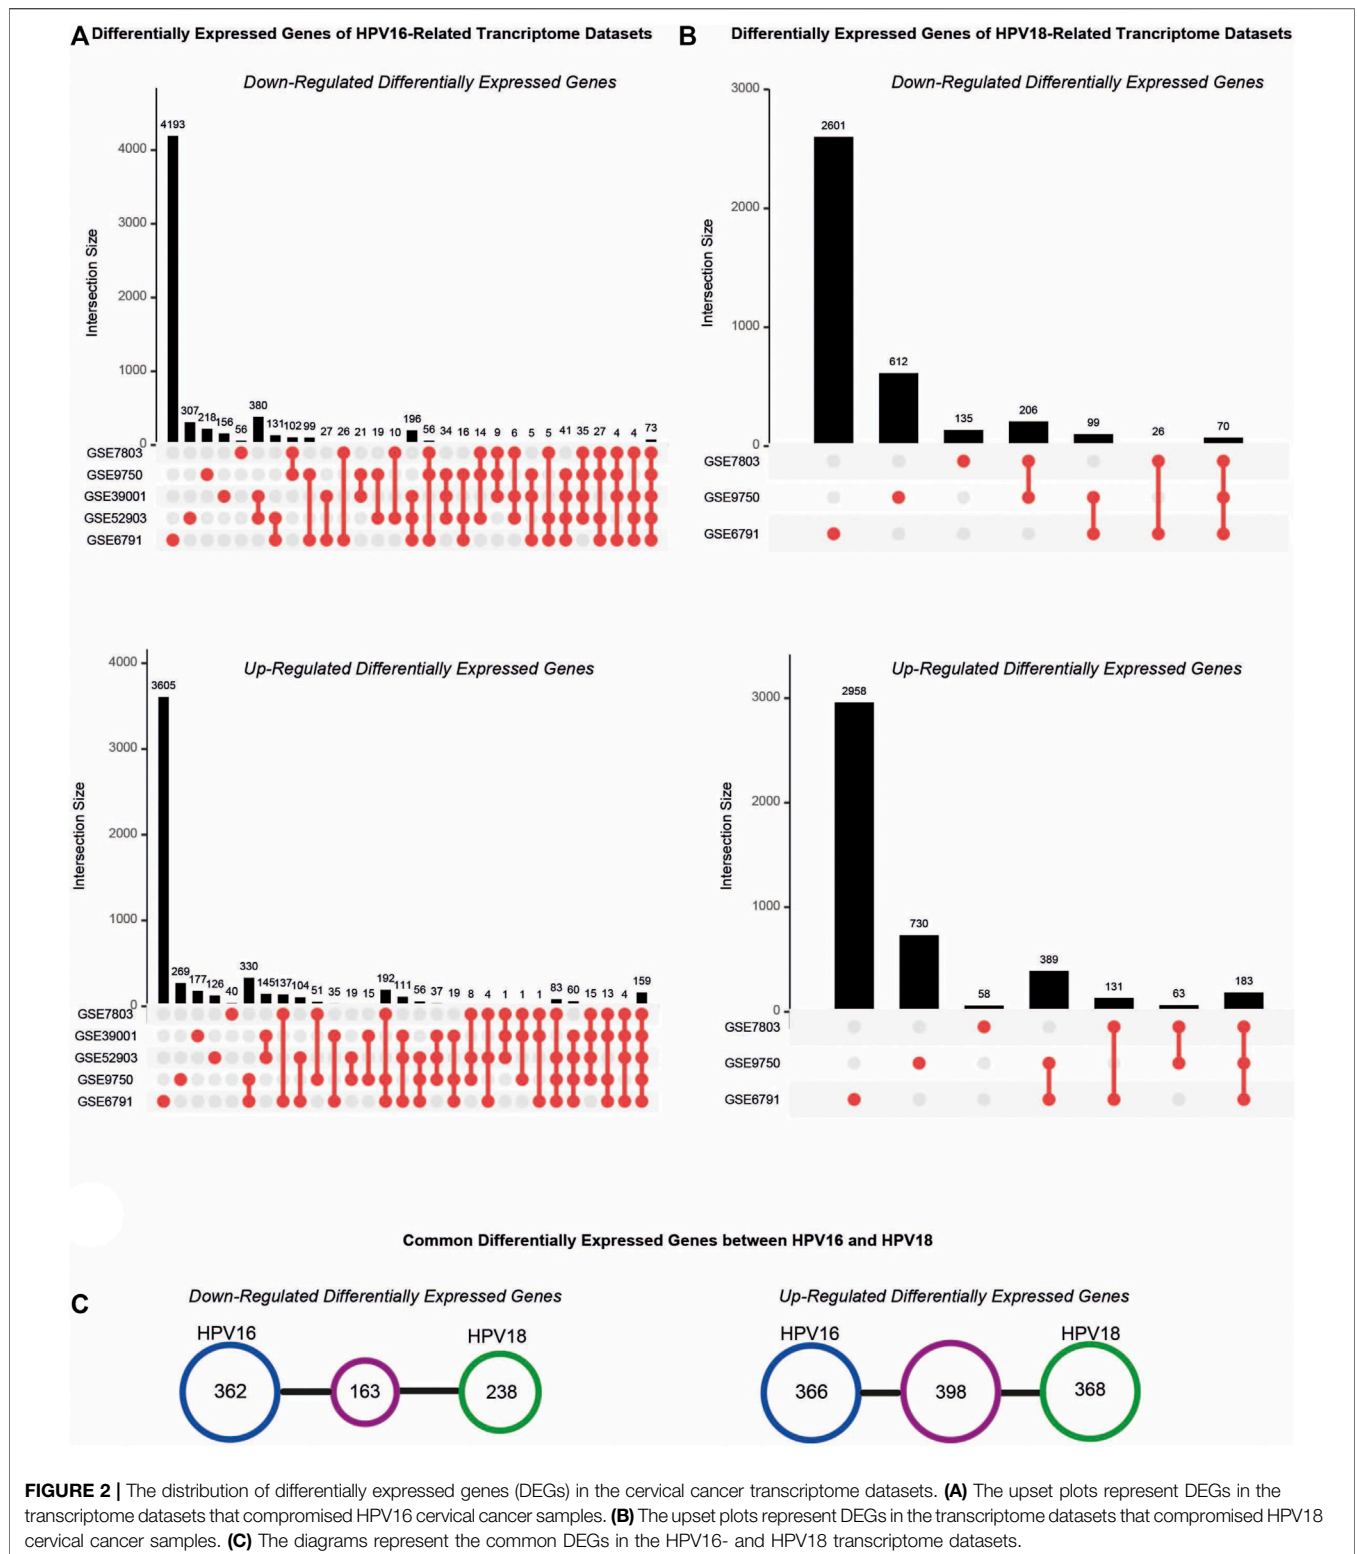 A Differentially Expressed Genes of HPV16-Related Trancriptome Datasets
Down-Regulated Differentially Expressed Genes
Intersection Size
4000
3000
2000
1000
0
4193 307 218 156 56 380 131 102 99 27 26 21 19 10 196 56 34 16 14 9 6 5 5 41 35 27 4 4 73
GSE7803
GSE9750
GSE39001
GSE52903
GSE6791
B Differentially Expressed Genes of HPV18-Related Trancriptome Datasets
Down-Regulated Differentially Expressed Genes
Intersection Size
3000
2000
1000
0
2601 612 135 206 99 26 70
GSE7803
GSE9750
GSE6791
Up-Regulated Differentially Expressed Genes
Intersection Size
4000
3000
2000
1000
0
3605 269 177 126 40 330 145 137 104 51 35 19 15 192 111 56 37 19 8 4 1 1 1 83 60 15 13 4 159
GSE7803
GSE39001
GSE52903
GSE9750
GSE6791
Up-Regulated Differentially Expressed Genes
Intersection Size
3000
2000
1000
0
2958 730 58 389 131 63 183
GSE7803
GSE9750
GSE6791
Common Differentially Expressed Genes between HPV16 and HPV18
C
Down-Regulated Differentially Expressed Genes
HPV16 HPV18
362 163 238
Up-Regulated Differentially Expressed Genes
HPV16 HPV18
366 398 368
FIGURE 2 | The distribution of differentially expressed genes (DEGs) in the cervical cancer transcriptome datasets. (A) The upset plots represent DEGs in the
transcriptome datasets that compromised HPV16 cervical cancer samples. (B) The upset plots represent DEGs in the transcriptome datasets that compromised HPV18
cervical cancer samples. (C) The diagrams represent the common DEGs in the HPV16- and HPV18 transcriptome datasets.